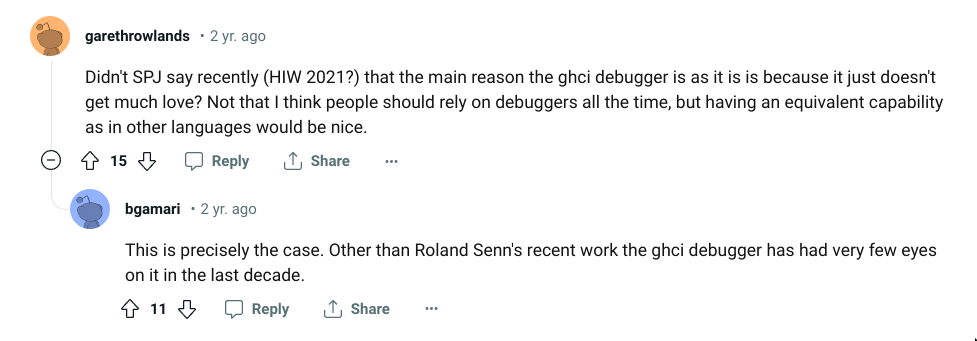 garethrowlands • 2 yr. ago
Didn't SPJ say recently (HIW 2021?) that the main reason the ghci debugger is as it is is because it just doesn't
get much love? Not that I think people should rely on debuggers all the time, but having an equivalent capability
as in other languages would be nice.
15 Reply Share ...
bgamari • 2 yr. ago
This is precisely the case. Other than Roland Senn's recent work the ghci debugger has had very few eyes
on it in the last decade.
11 Reply Share ...